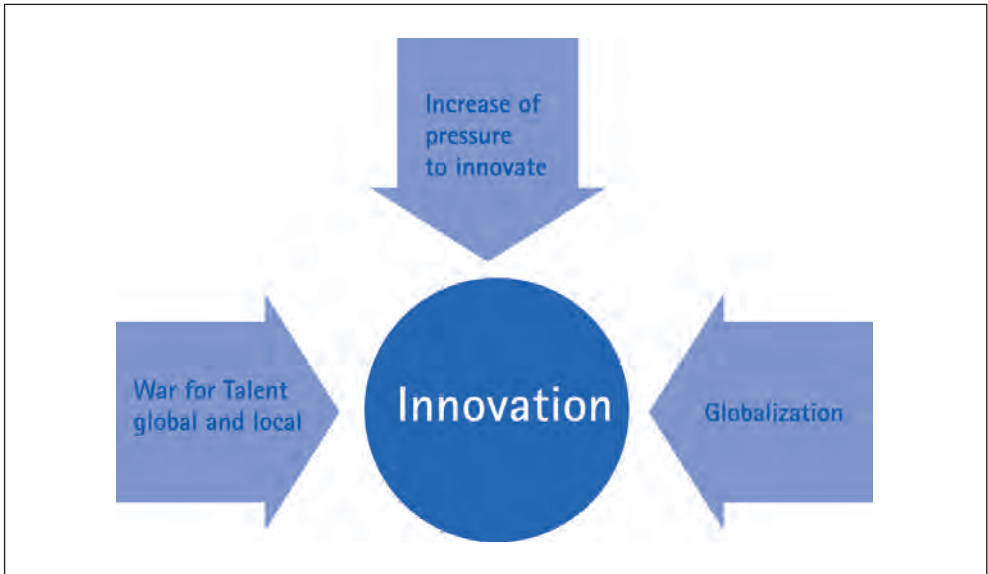 Increase of
pressure
to innovate
War for Talent
global and local
Innovation
Globalization